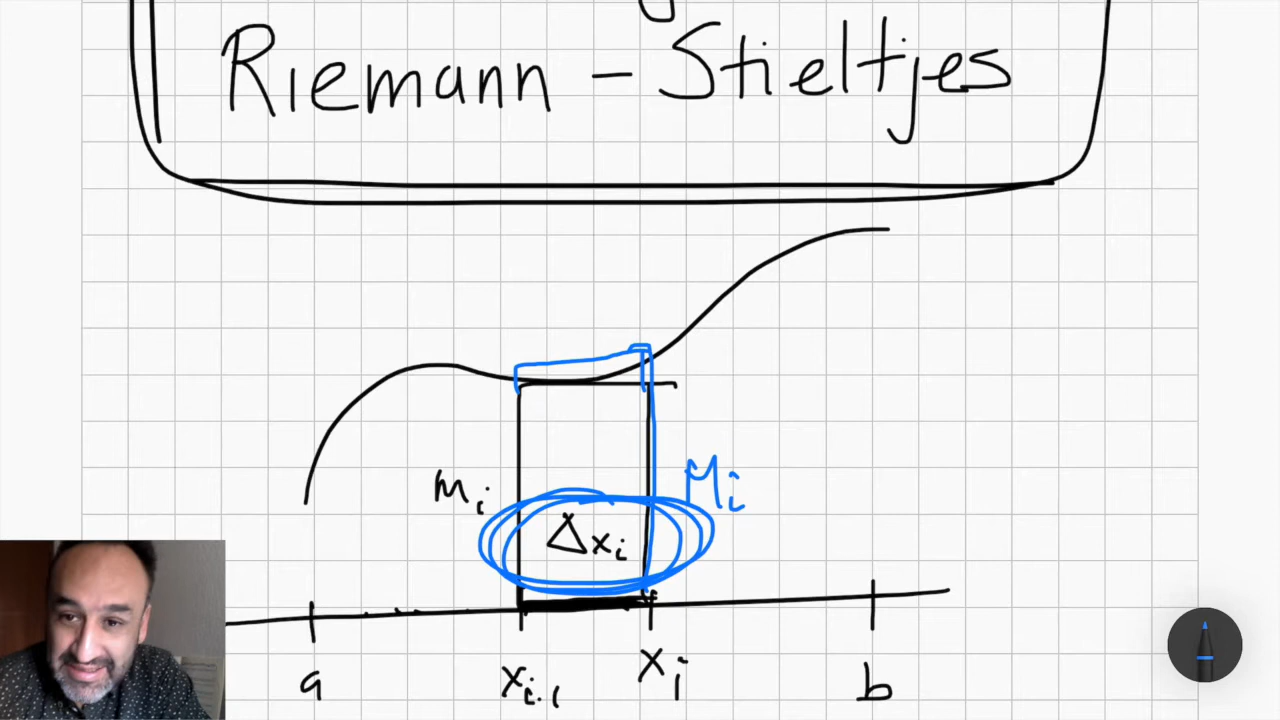 Riemann - Stieltjes
m_i
M_i
Δx_i
a
x_{i-1}
x_i
b